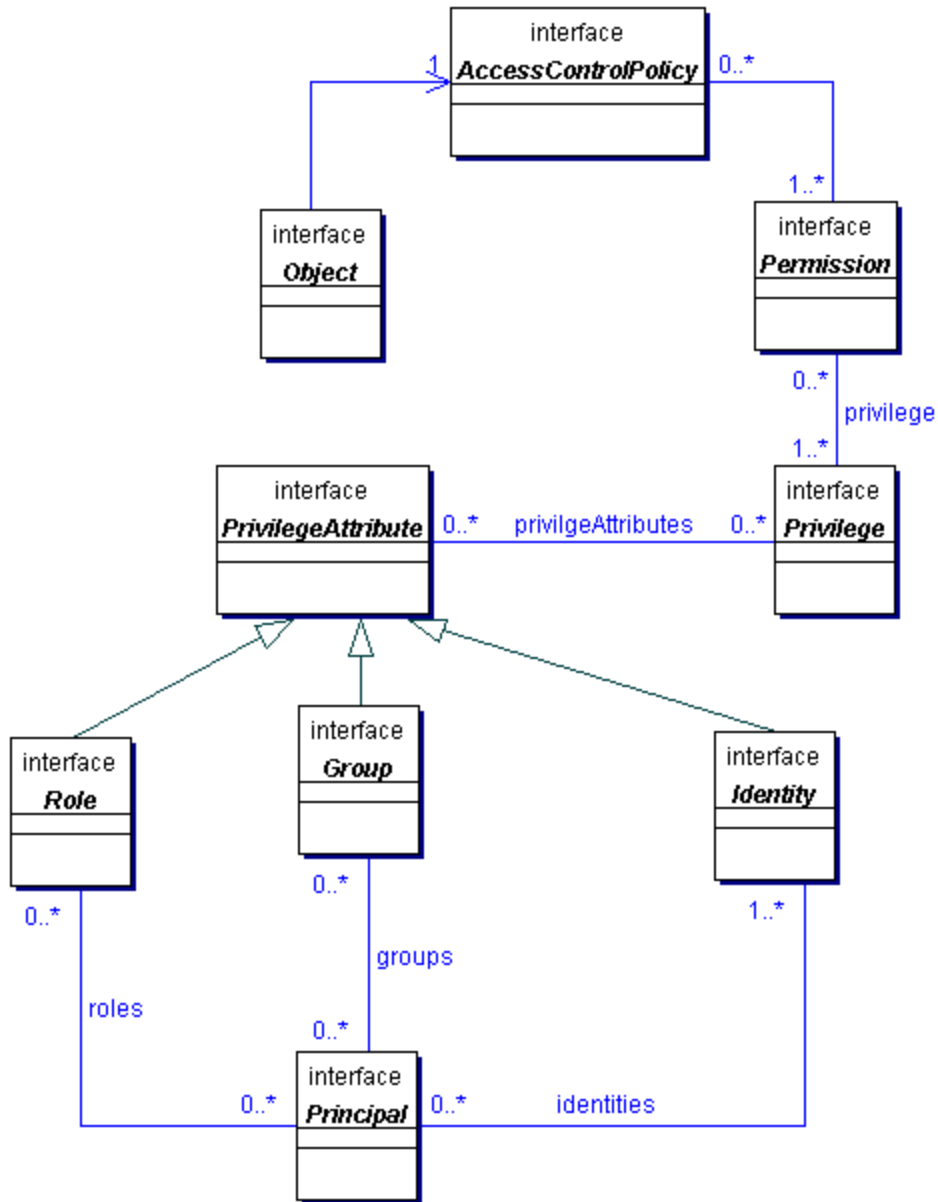 interface
AccessControlPolicy
1
0..*
1..*
interface
Object
interface
Permission
0..*
privilege
1..*
interface
PrivilegeAttribute
0..*
privilgeAttributes
0..*
interface
Privilege
interface
Role
interface
Group
interface
Identity
0..*
0..*
1..*
groups
roles
0..*
interface
Principal
0..*
0..*
identities